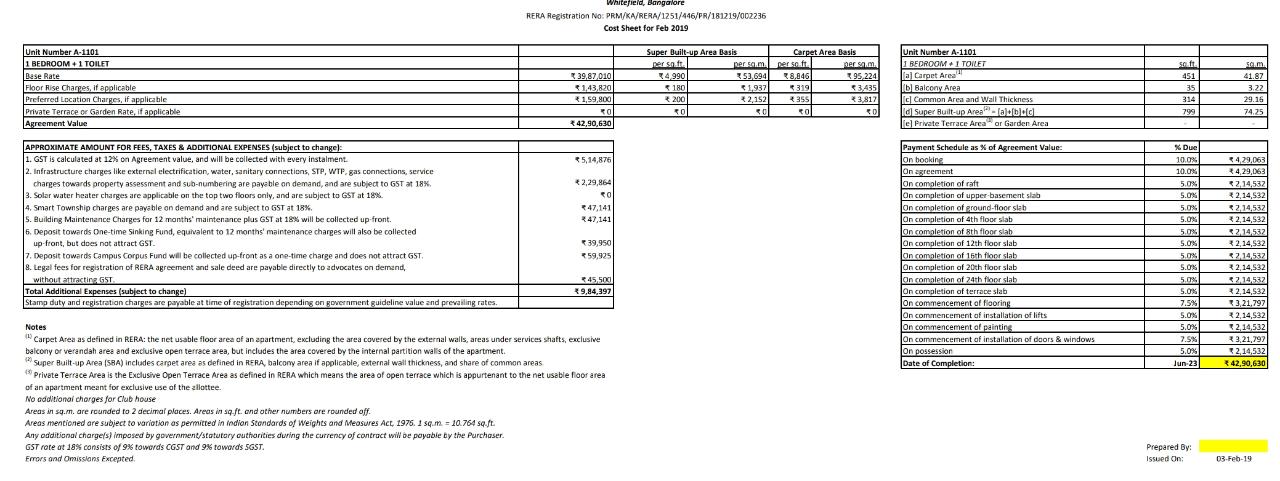 Whitefield, Bangalore
RERA Registration No: PRM/KA/RERA/1251/446/PR/181219/002236
Cost Sheet for Feb 2019
Unit Number A-1101 Super Built-up Area Basis Carpet Area Basis
1 BEDROOM + 1 TOILET per sq.ft. per sq.m. per sq.ft. per sq.m.
Base Rate ₹ 39,87,010 ₹ 4,990 ₹ 53,694 ₹ 8,846 ₹ 95,224
Floor Rise Charges, if applicable ₹ 1,43,820 ₹ 180 ₹ 1,937 ₹ 319 ₹ 3,435
Preferred Location Charges, if applicable ₹ 1,59,800 ₹ 200 ₹ 2,152 ₹ 355 ₹ 3,817
Private Terrace or Garden Rate, if applicable ₹ 0 ₹ 0 ₹ 0 ₹ 0 ₹ 0
Agreement Value ₹ 42,90,630
APPROXIMATE AMOUNT FOR FEES, TAXES & ADDITIONAL EXPENSES (subject to change):
1. GST is calculated at 12% on Agreement value, and will be collected with every instalment. ₹ 5,14,876
2. Infrastructure charges like external electrification, water, sanitary connections, STP, WTP, gas connections, service
charges towards property assessment and sub-numbering are payable on demand, and are subject to GST at 18%. ₹ 2,29,864
3. Solar water heater charges are applicable on the top two floors only, and are subject to GST at 18%. ₹ 0
4. Smart Township charges are payable on demand and are subject to GST at 18%. ₹ 47,141
5. Building Maintenance Charges for 12 months' maintenance plus GST at 18% will be collected up-front. ₹ 47,141
6. Deposit towards One-time Sinking Fund, equivalent to 12 months' maintenance charges will also be collected
up-front, but does not attract GST. ₹ 39,950
7. Deposit towards Campus Corpus Fund will be collected up-front as a one-time charge and does not attract GST. ₹ 59,925
8. Legal fees for registration of RERA agreement and sale deed are payable directly to advocates on demand,
without attracting GST. ₹ 45,500
Total Additional Expenses (subject to change) ₹ 9,84,397
Stamp duty and registration charges are payable at time of registration depending on government guideline value and prevailing rates.
Notes
(1) Carpet Area as defined in RERA: the net usable floor area of an apartment, excluding the area covered by the external walls, areas under services shafts, exclusive
balcony or verandah area and exclusive open terrace area, but includes the area covered by the internal partition walls of the apartment.
(2) Super Built-up Area (SBA) includes carpet area as defined in RERA, balcony area if applicable, external wall thickness, and share of common areas
(3) Private Terrace Area is the Exclusive Open Terrace Area as defined in RERA which means the area of open terrace which is appurtenant to the net usable floor area
of an apartment meant for exclusive use of the allottee.
No additional charges for Club house
Areas in sq.m. are rounded to 2 decimal places. Areas in sq.ft. and other numbers are rounded off.
Areas mentioned are subject to variation as permitted in Indian Standards of Weights and Measures Act, 1976. 1 sq.m. = 10.764 sq.ft.
Any additional charge(s) imposed by government/statutory authorities during the currency of contract will be payable by the Purchaser.
GST rate at 18% consists of 9% towards CGST and 9% towards SGST.
Errors and Omissions Excepted.
Unit Number A-1101
1 BEDROOM + 1 TOILET sq.ft. sq.m.
[a] Carpet Area(1) 451 41.87
[b] Balcony Area 35 3.22
[c] Common Area and Wall Thickness 314 29.16
[d] Super Built-up Area(2) = [a]+[b]+[c] 799 74.25
[e] Private Terrace Area(3) or Garden Area - -
Payment Schedule as % of Agreement Value: % Due
On booking 10.0% ₹ 4,29,063
On agreement 10.0% ₹ 4,29,063
On completion of raft 5.0% ₹ 2,14,532
On completion of upper-basement slab 5.0% ₹ 2,14,532
On completion of ground-floor slab 5.0% ₹ 2,14,532
On completion of 4th floor slab 5.0% ₹ 2,14,532
On completion of 8th floor slab 5.0% ₹ 2,14,532
On completion of 12th floor slab 5.0% ₹ 2,14,532
On completion of 16th floor slab 5.0% ₹ 2,14,532
On completion of 20th floor slab 5.0% ₹ 2,14,532
On completion of 24th floor slab 5.0% ₹ 2,14,532
On completion of terrace slab 5.0% ₹ 2,14,532
On commencement of flooring 7.5% ₹ 3,21,797
On commencement of installation of lifts 5.0% ₹ 2,14,532
On commencement of painting 5.0% ₹ 2,14,532
On commencement of installation of doors & windows 7.5% ₹ 3,21,797
On possession 5.0% ₹ 2,14,532
Date of Completion: Jun-23 ₹ 42,90,630
Prepared By:
Issued On: 03-Feb-19